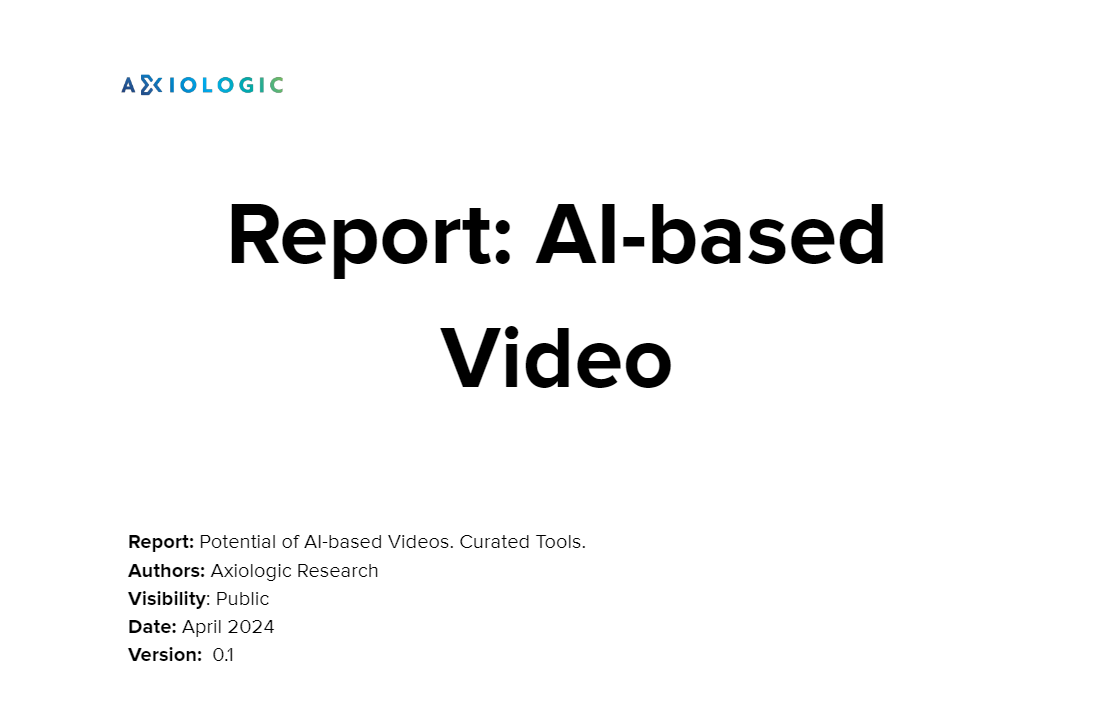 AXIOLOGIC
Report: AI-based
Video
Report: Potential of AI-based Videos. Curated Tools.
Authors: Axiologic Research
Visibility: Public
Date: April 2024
Version: 0.1